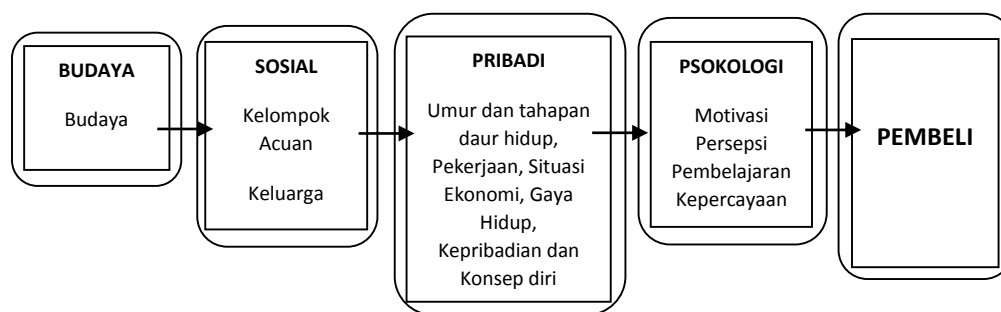 BUDAYA
Budaya
SOSIAL
Kelompok
Acuan
Keluarga
PRIBADI
Umur dan tahapan
daur hidup,
Pekerjaan, Situasi
Ekonomi, Gaya
Hidup,
Kepribadian dan
Konsep diri
PSOKOLOGI
Motivasi
Persepsi
Pembelajaran
Kepercayaan
PEMBELI